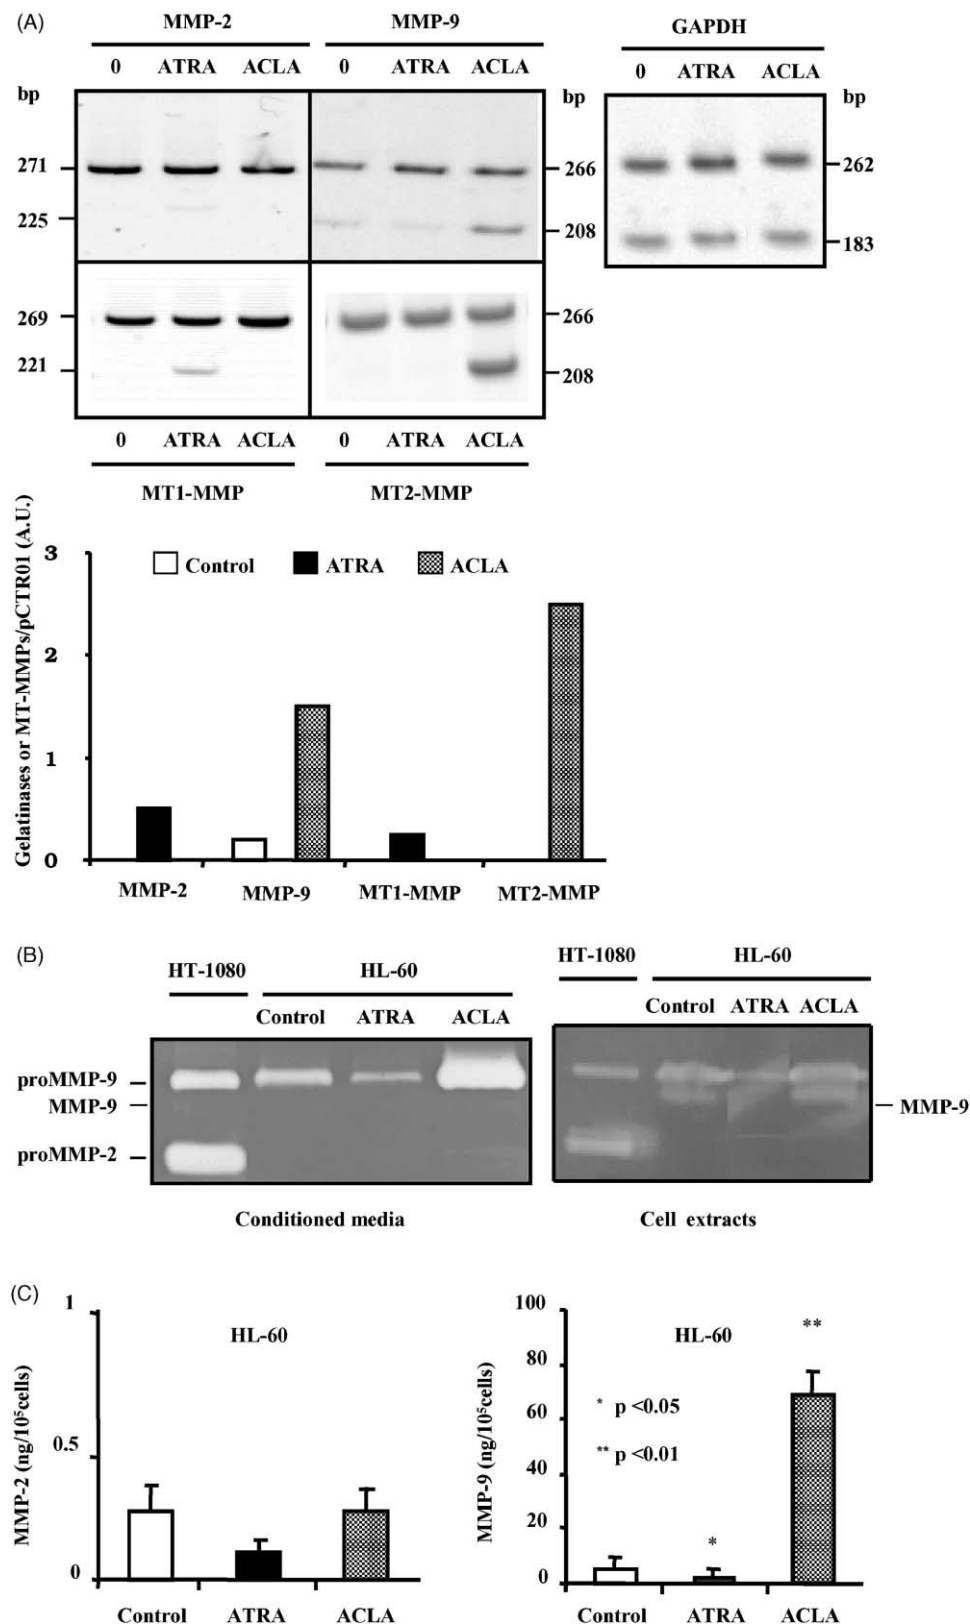 (A)
MMP-2 MMP-9 GAPDH
0 ATRA ACLA 0 ATRA ACLA 0 ATRA ACLA
bp bp bp
271 266 262
225 208 183
269 266
221 208
0 ATRA ACLA 0 ATRA ACLA
MT1-MMP MT2-MMP
Gelatinases or MT-MMPs/pCTR01 (A.U.)
3
2
1
0
Control ATRA ACLA
MMP-2 MMP-9 MT1-MMP MT2-MMP
(B)
HT-1080 HL-60
Control ATRA ACLA
proMMP-9
MMP-9
proMMP-2
Conditioned media
HT-1080 HL-60
Control ATRA ACLA
MMP-9
Cell extracts
(C)
MMP-2 (ng/10⁵cells)
1
0.5
0
HL-60
Control ATRA ACLA
MMP-9 (ng/10⁵cells)
100
80
60
40
20
0
HL-60
* p <0.05
** p <0.01
*
**
Control ATRA ACLA